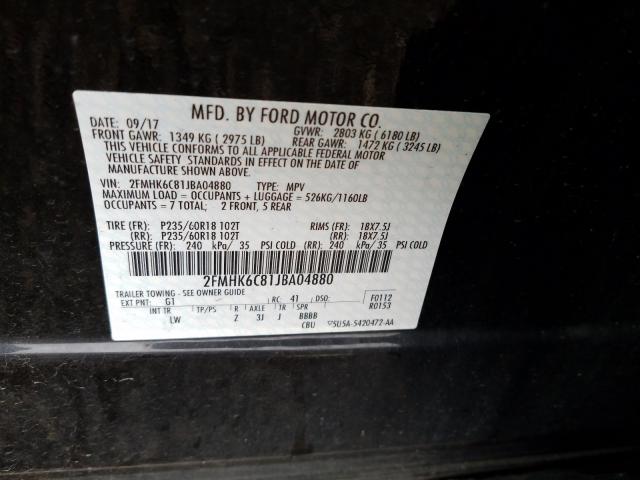 MFD. BY FORD MOTOR CO.
DATE: 09/17 GVWR: 2803 KG ( 6180 LB)
FRONT GAWR: 1349 KG ( 2975 LB) REAR GAWR: 1472 KG ( 3245 LB)
THIS VEHICLE CONFORMS TO ALL APPLICABLE FEDERAL MOTOR
VEHICLE SAFETY STANDARDS IN EFFECT ON THE DATE OF
MANUFACTURE SHOWN ABOVE.
VIN: 2FMHK6C81JBA04880 TYPE: MPV
MAXIMUM LOAD = OCCUPANTS + LUGGAGE = 526KG/1160LB
OCCUPANTS = 7 TOTAL; 2 FRONT, 5 REAR
TIRE (FR): P235/60R18 102T RIMS (FR): 18X7.5J
(RR): P235/60R18 102T (RR): 18X7.5J
PRESSURE (FR): 240 kPa/ 35 PSI COLD (RR): 240 kPa/ 35 PSI COLD
2FMHK6C81JBA04880
TRAILER TOWING - SEE OWNER GUIDE
EXT PNT: G1 RC: 41 DSO: F0112
R0153
INT TR TP/PS R AXLE TR SPR
LW Z 3J J BBBB
CBU 5U5A-5420472-AA